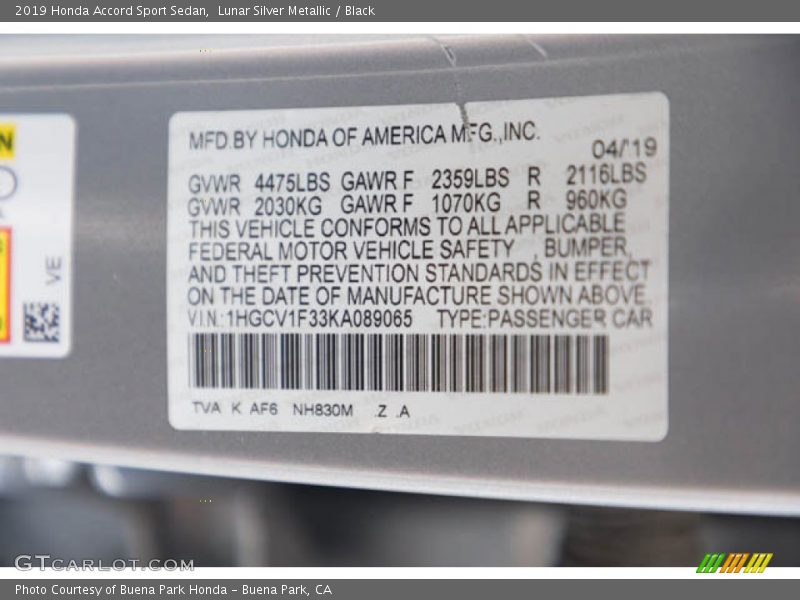 2019 Honda Accord Sport Sedan,  Lunar Silver Metallic / Black
N
VE
MFD.BY HONDA OF AMERICA MFG.,INC.
04/'19
GVWR 4475LBS GAWR F 2359LBS R 2116LBS
GVWR 2030KG GAWR F 1070KG R 960KG
THIS VEHICLE CONFORMS TO ALL APPLICABLE
FEDERAL MOTOR VEHICLE SAFETY , BUMPER,
AND THEFT PREVENTION STANDARDS IN EFFECT
ON THE DATE OF MANUFACTURE SHOWN ABOVE.
V.I.N.:1HGCV1F33KA089065 TYPE:PASSENGER CAR
TVA K AF6 NH830M .Z .A
GTCARLOT.COM
Photo Courtesy of Buena Park Honda - Buena Park, CA